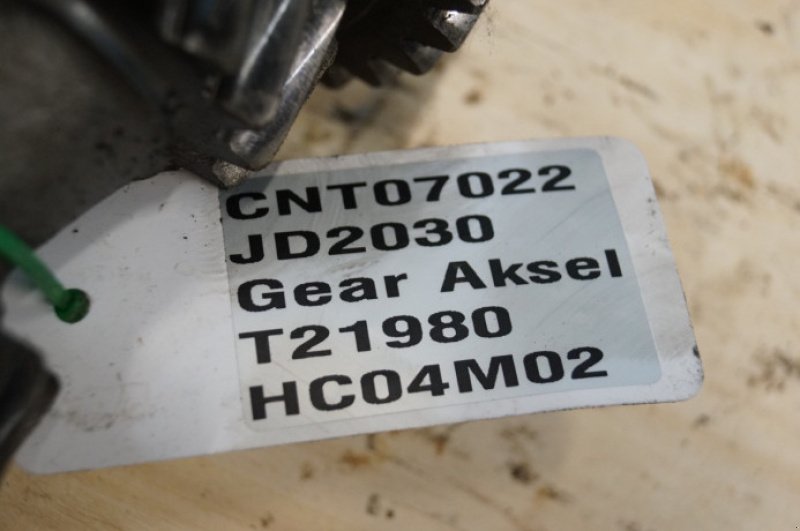 CNT07022
JD2030
Gear Aksel
T21980
HC04M02